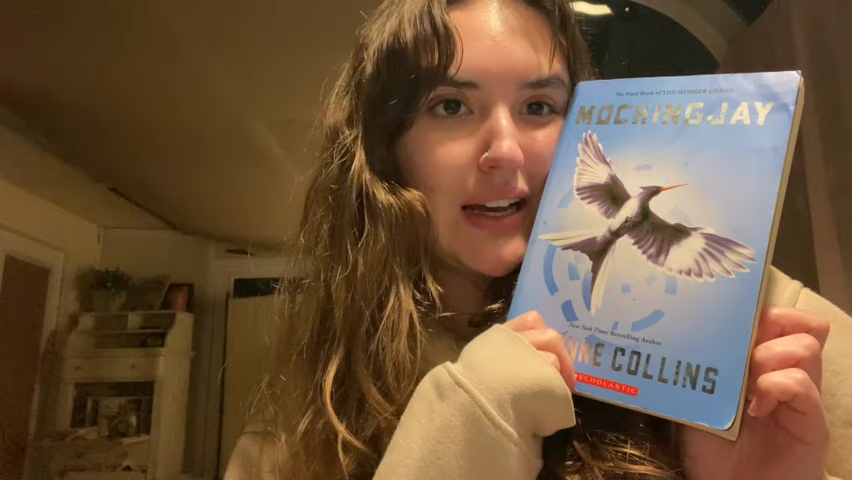 The Final Book of THE HUNGER GAMES
MOCKINGJAY
New York Times Bestselling Author
NE COLLINS
SCHOLASTIC